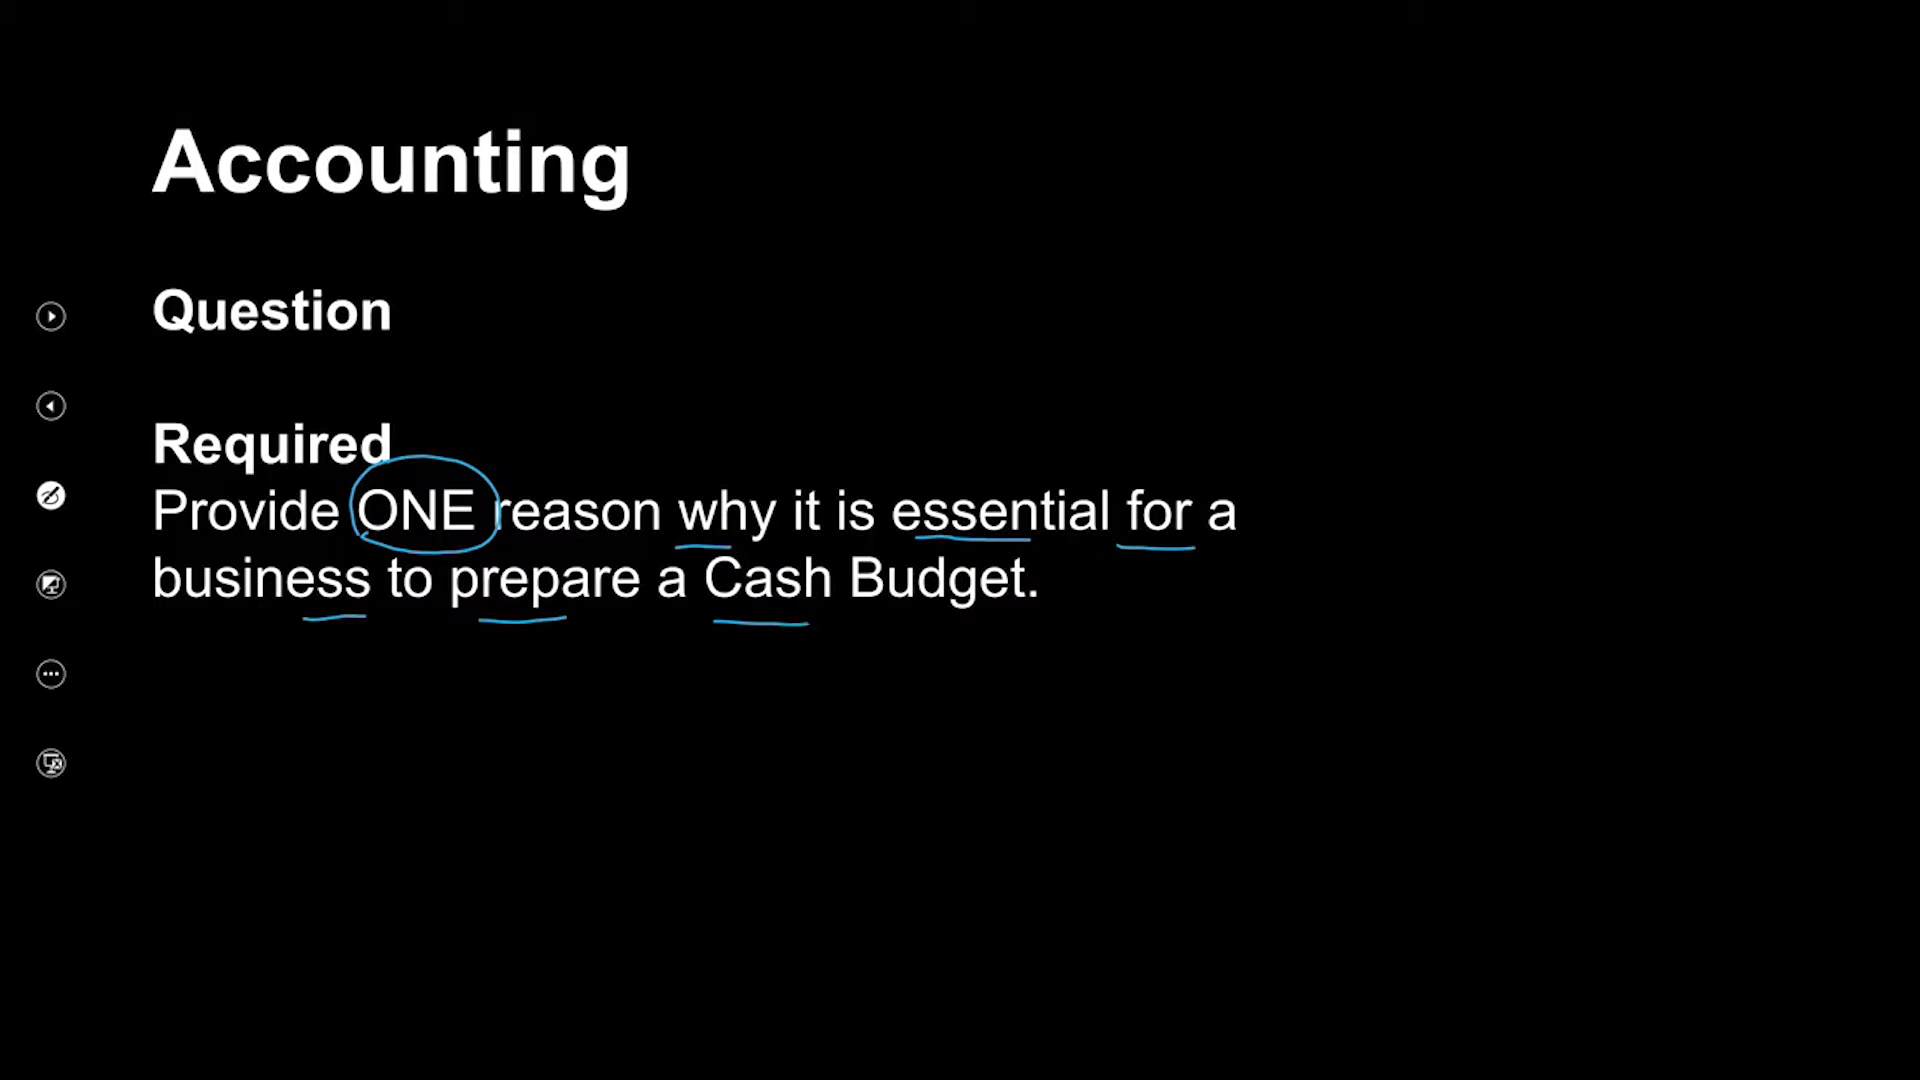 Accounting
Question
Required
Provide ONE reason why it is essential for a
business to prepare a Cash Budget.